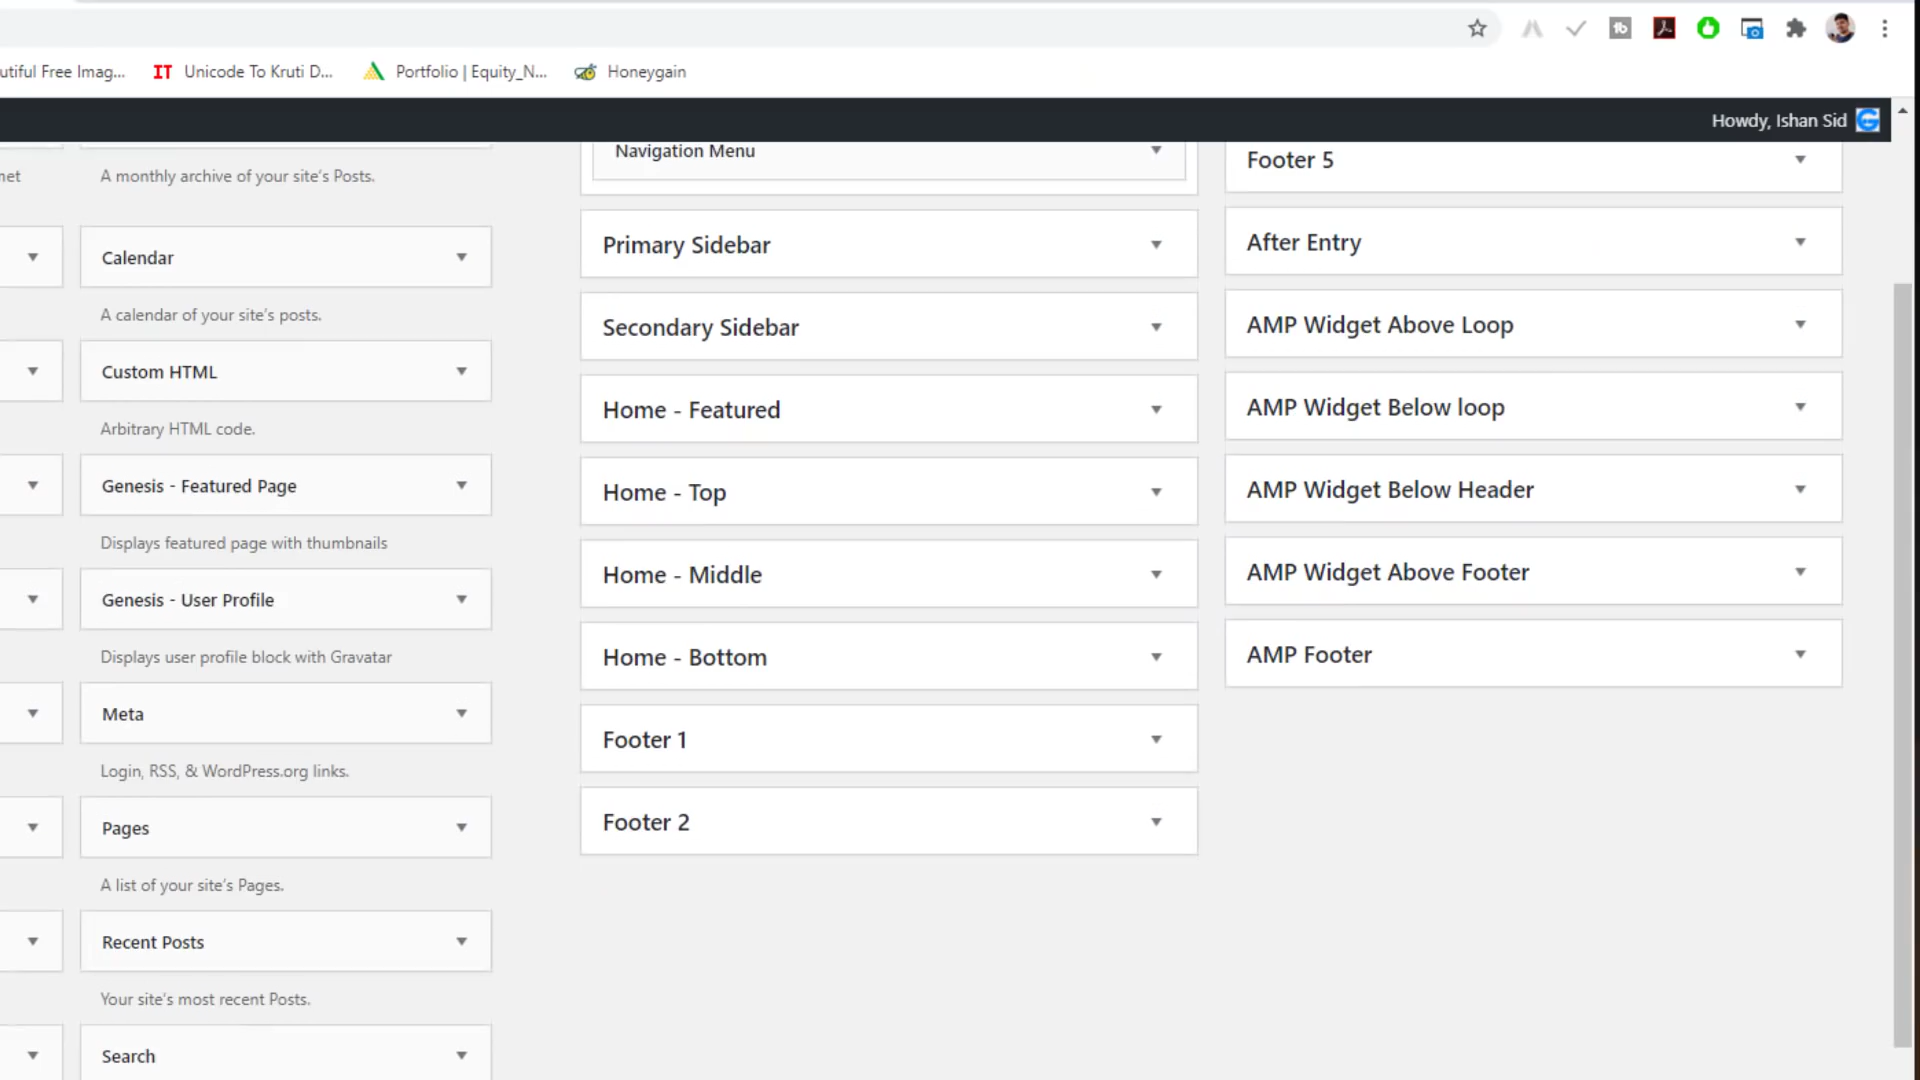 utiful Free Imag...
IT Unicode To Kruti D...
Portfolio | Equity_N...
Honeygain
Howdy, Ishan Sid
net
A monthly archive of your site's Posts.
Calendar
A calendar of your site's posts.
Custom HTML
Arbitrary HTML code.
Genesis - Featured Page
Displays featured page with thumbnails
Genesis - User Profile
Displays user profile block with Gravatar
Meta
Login, RSS, & WordPress.org links.
Pages
A list of your site's Pages.
Recent Posts
Your site's most recent Posts.
Search
Navigation Menu
Primary Sidebar
Secondary Sidebar
Home - Featured
Home - Top
Home - Middle
Home - Bottom
Footer 1
Footer 2
Footer 5
After Entry
AMP Widget Above Loop
AMP Widget Below loop
AMP Widget Below Header
AMP Widget Above Footer
AMP Footer